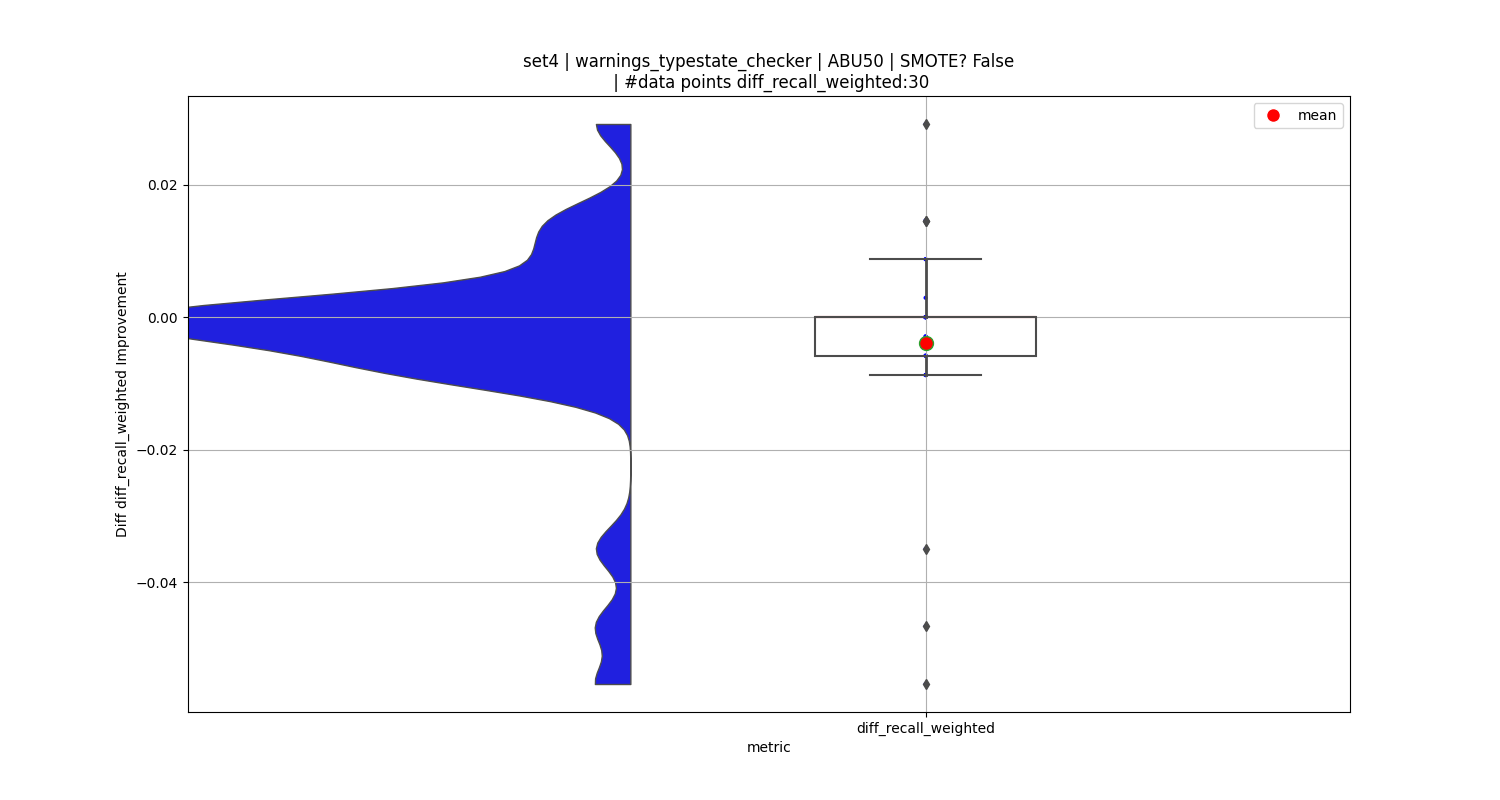 set4 | warnings_typestate_checker | ABU50 | SMOTE? False
| #data points diff_recall_weighted:30
mean
0.02
0.00
−0.02
−0.04
Diff diff_recall_weighted Improvement
diff_recall_weighted
metric